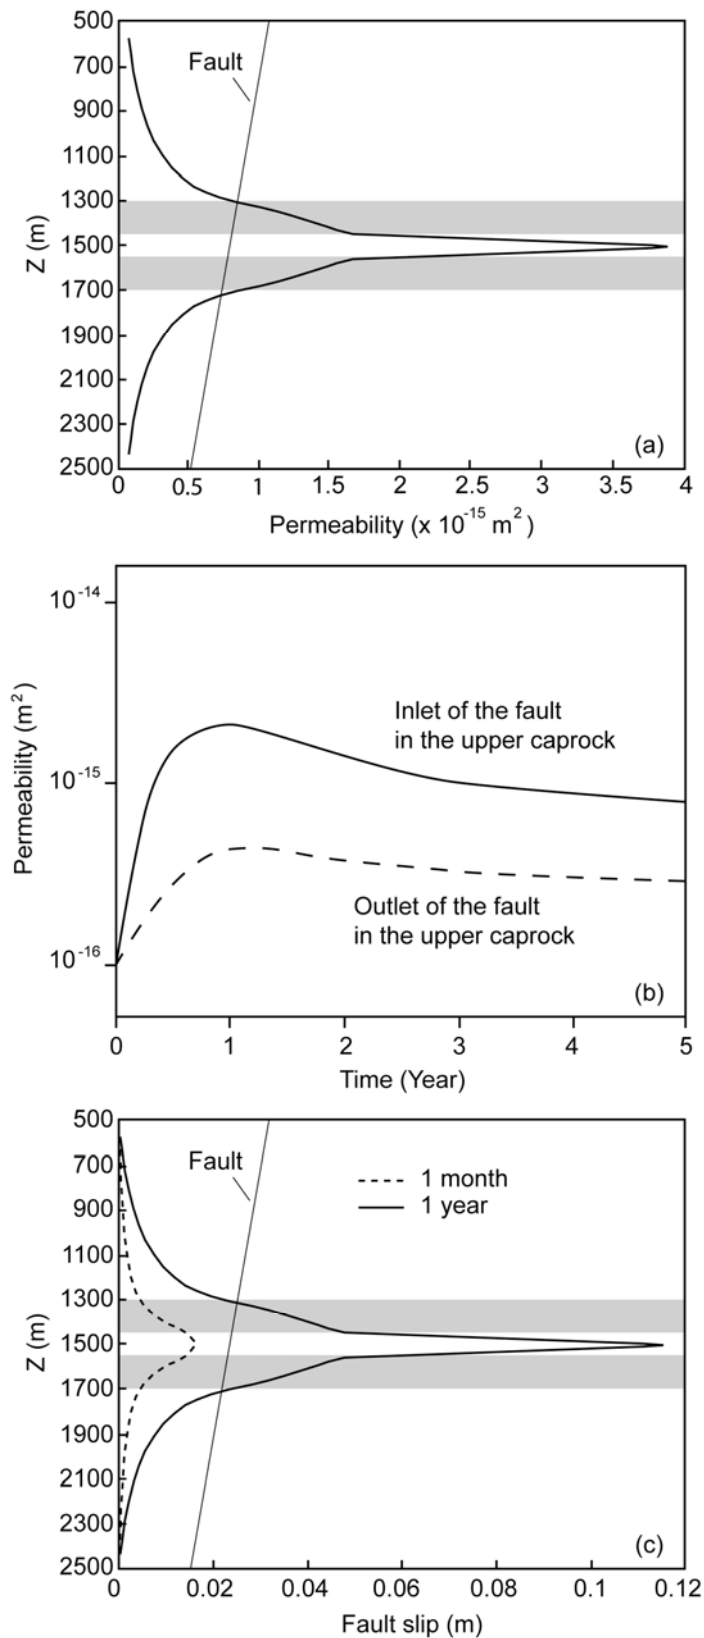 500
700
900
1100
1300
1500
1700
1900
2100
2300
2500
Z (m)
Fault
(a)
0 0.5 1 1.5 2 2.5 3 3.5 4
Permeability (x 10⁻¹⁵ m²)
10⁻¹⁴
10⁻¹⁵
10⁻¹⁶
Permeability (m²)
Inlet of the fault
in the upper caprock
Outlet of the fault
in the upper caprock
(b)
0 1 2 3 4 5
Time (Year)
500
700
900
1100
1300
1500
1700
1900
2100
2300
2500
Z (m)
Fault
1 month
1 year
(c)
0 0.02 0.04 0.06 0.08 0.1 0.12
Fault slip (m)